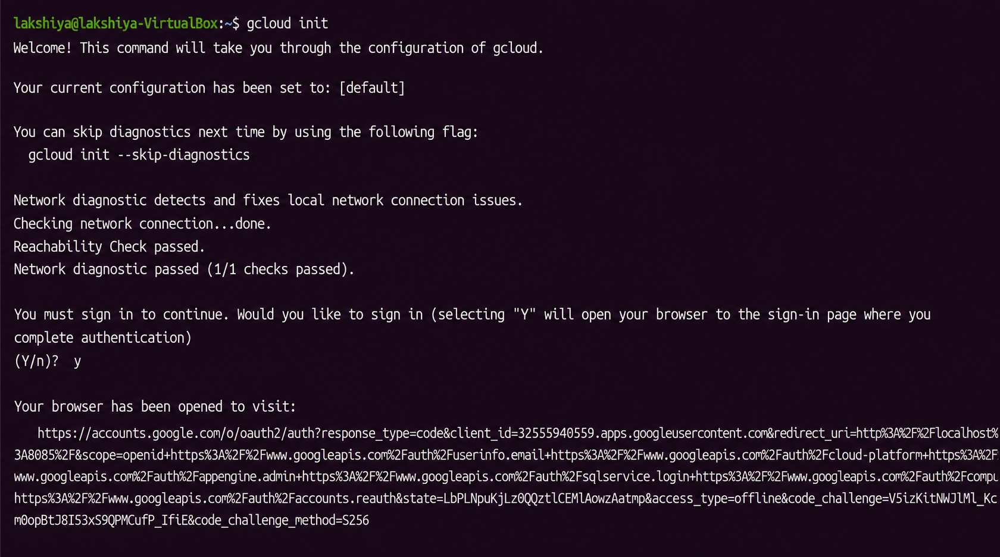 lakshiya@lakshiya-VirtualBox:~$ gcloud init
Welcome! This command will take you through the configuration of gcloud.
Your current configuration has been set to: [default]
You can skip diagnostics next time by using the following flag:
  gcloud init --skip-diagnostics
Network diagnostic detects and fixes local network connection issues.
Checking network connection...done.
Reachability Check passed.
Network diagnostic passed (1/1 checks passed).
You must sign in to continue. Would you like to sign in (selecting "Y" will open your browser to the sign-in page where you
complete authentication)
(Y/n)?  y
Your browser has been opened to visit:
https://accounts.google.com/o/oauth2/auth?response_type=code&client_id=32555940559.apps.googleusercontent.com&redirect_uri=http%3A%2F%2Flocalhost%
3A8085%2F&scope=openid+https%3A%2F%2Fwww.googleapis.com%2Fauth%2Fuserinfo.email+https%3A%2F%2Fwww.googleapis.com%2Fauth%2Fcloud-platform+https%3A%2F
www.googleapis.com%2Fauth%2Fappengine.admin+https%3A%2F%2Fwww.googleapis.com%2Fauth%2Fsqlservice.login+https%3A%2F%2Fwww.googleapis.com%2Fauth%2Fcompu
https%3A%2F%2Fwww.googleapis.com%2Fauth%2Faccounts.reauth&state=LbPLNpuKjLz0QQztlCEMlAowzAatmp&access_type=offline&code_challenge=V5izKitNWJlMl_Kc
m0opBtJ8I53xS9QPMCufP_IfiE&code_challenge_method=S256